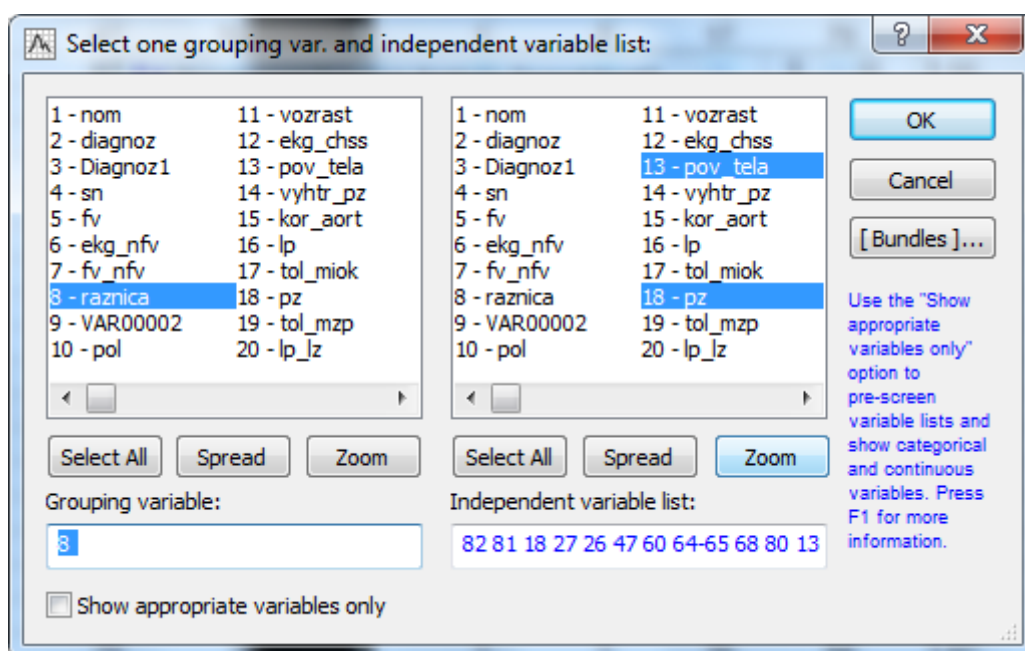 Select one grouping var. and independent variable list:
1 - nom
2 - diagnoz
3 - Diagnoz1
4 - sn
5 - fv
6 - ekg_nfv
7 - fv_nfv
8 - raznica
9 - VAR00002
10 - pol
11 - vozrast
12 - ekg_chss
13 - pov_tela
14 - vyhtr_pz
15 - kor_aort
16 - lp
17 - tol_miok
18 - pz
19 - tol_mzp
20 - lp_lz
Select All
Spread
Zoom
Grouping variable:
8
Show appropriate variables only
1 - nom
2 - diagnoz
3 - Diagnoz1
4 - sn
5 - fv
6 - ekg_nfv
7 - fv_nfv
8 - raznica
9 - VAR00002
10 - pol
11 - vozrast
12 - ekg_chss
13 - pov_tela
14 - vyhtr_pz
15 - kor_aort
16 - lp
17 - tol_miok
18 - pz
19 - tol_mzp
20 - lp_lz
Select All
Spread
Zoom
Independent variable list:
82 81 18 27 26 47 60 64-65 68 80 13
OK
Cancel
[ Bundles ]...
Use the "Show
appropriate
variables only"
option to
pre-screen
variable lists and
show categorical
and continuous
variables. Press
F1 for more
information.